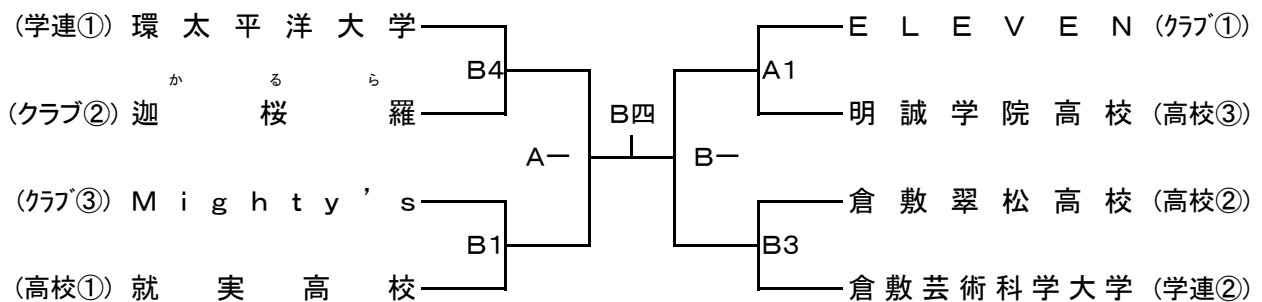 (学連①) 環太平洋大学
B4
かるら
(クラブ②) 迦桜羅
A一
(クラブ③) Mighty's
B1
(高校①) 就実高校
B四
ELEVEN (クラブ①)
A1
明誠学院高校 (高校③)
B一
倉敷翠松高校 (高校②)
B3
倉敷芸術科学大学 (学連②)